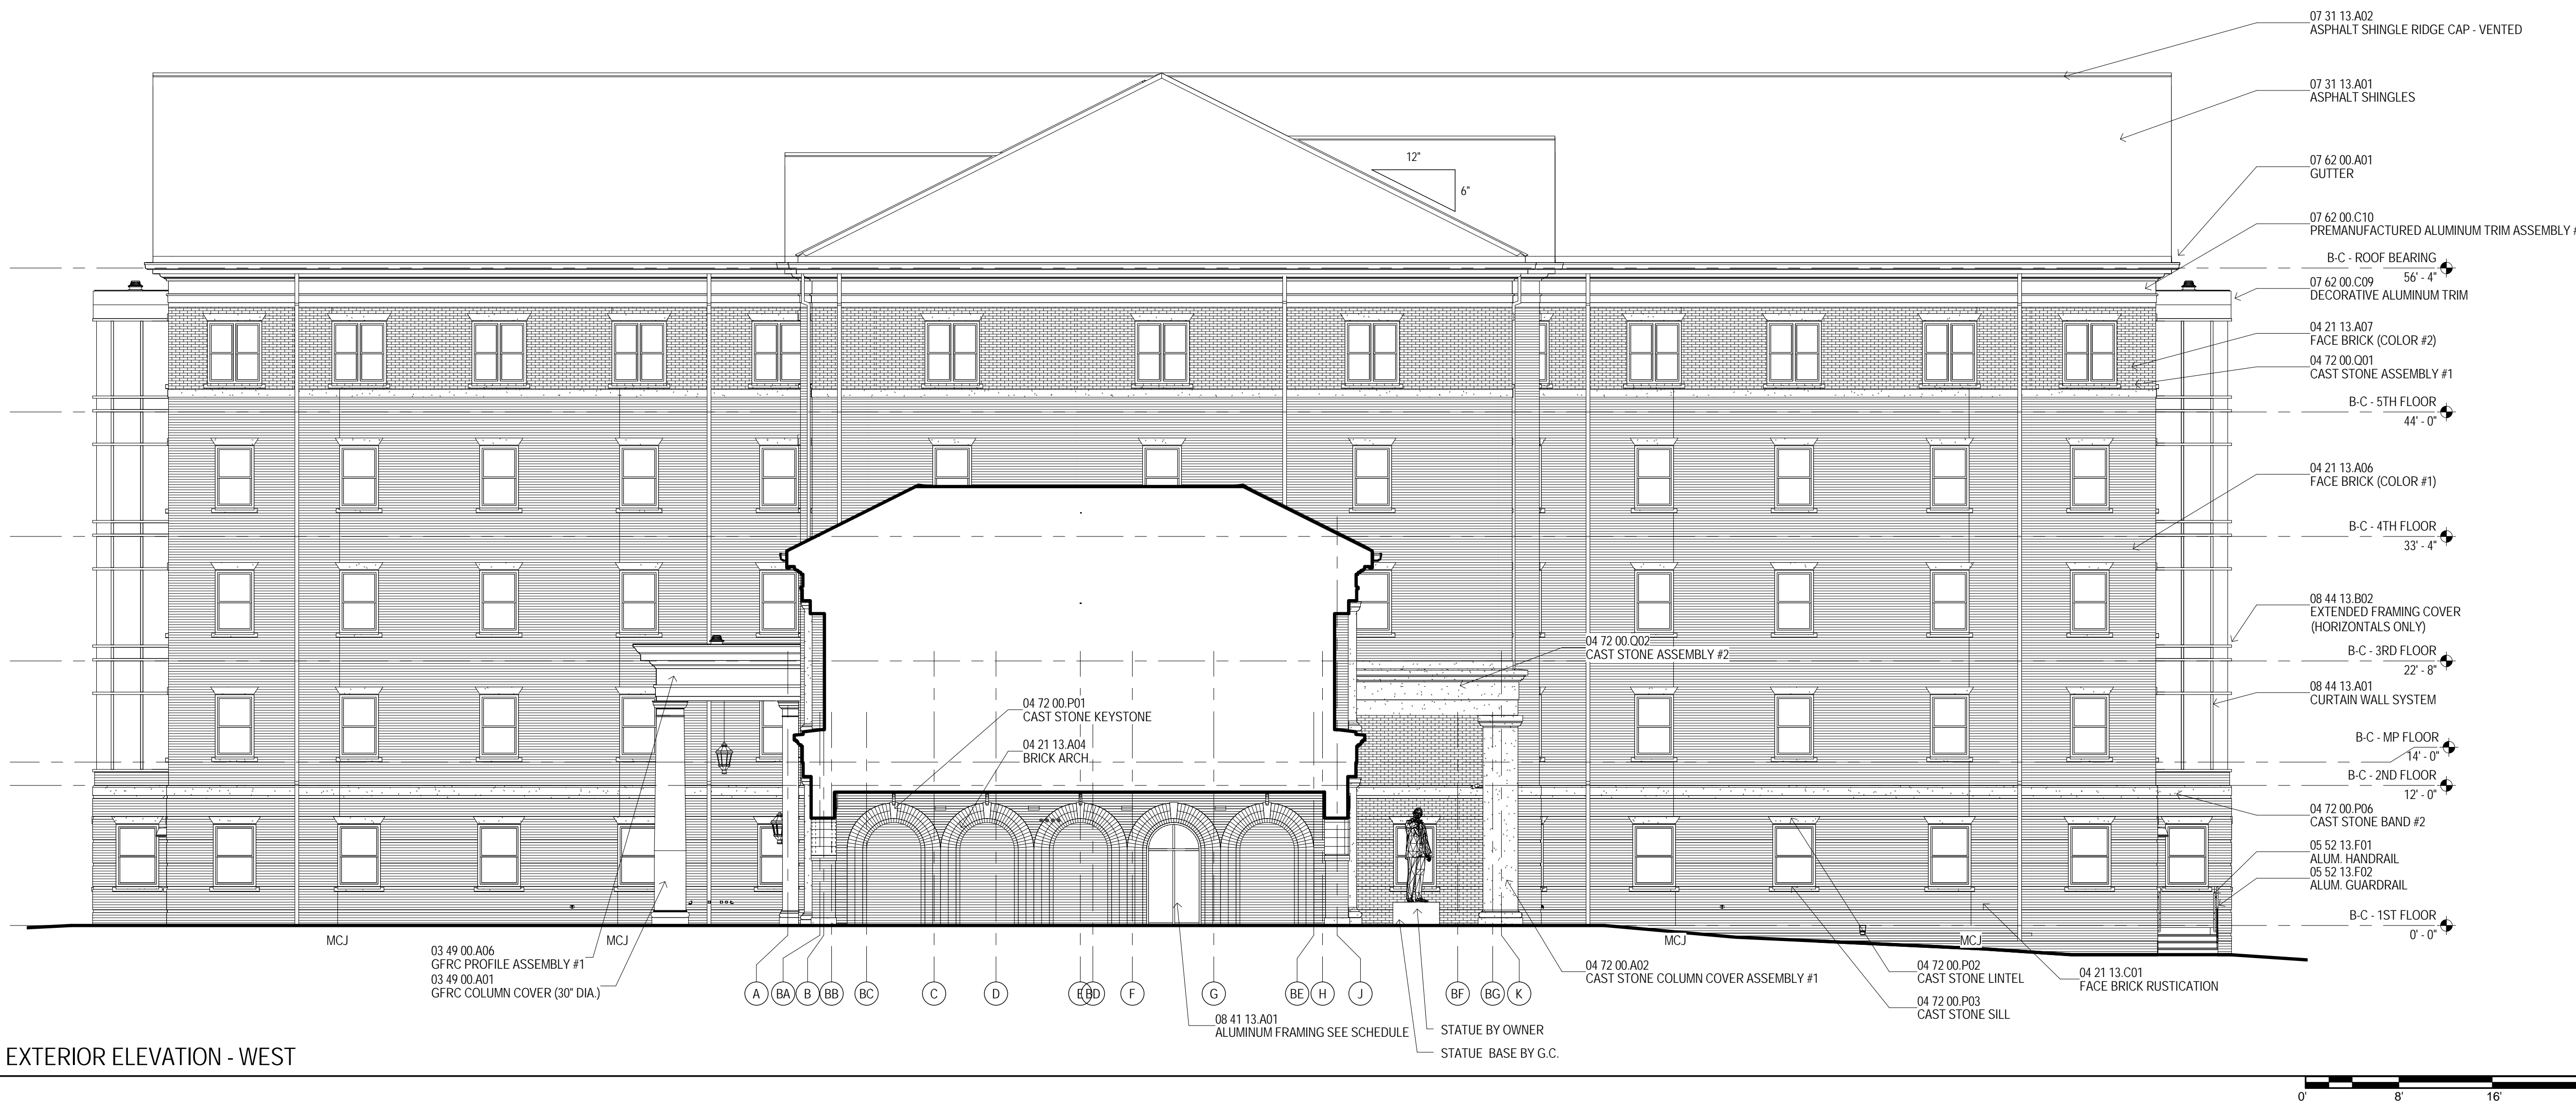 07 31 13.A02
ASPHALT SHINGLE RIDGE CAP - VENTED
07 31 13.A01
ASPHALT SHINGLES
12"
6"
07 62 00.A01
GUTTER
07 62 00.C10
PREMANUFACTURED ALUMINUM TRIM ASSEMBLY
B-C - ROOF BEARING
56' - 4"
07 62 00.C09
DECORATIVE ALUMINUM TRIM
04 21 13.A07
FACE BRICK (COLOR #2)
04 72 00.Q01
CAST STONE ASSEMBLY #1
B-C - 5TH FLOOR
44' - 0"
04 21 13.A06
FACE BRICK (COLOR #1)
B-C - 4TH FLOOR
33' - 4"
08 44 13.B02
EXTENDED FRAMING COVER
(HORIZONTALS ONLY)
04 72 00.Q02
CAST STONE ASSEMBLY #2
B-C - 3RD FLOOR
22' - 8"
08 44 13.A01
CURTAIN WALL SYSTEM
04 72 00.P01
CAST STONE KEYSTONE
04 21 13.A04
BRICK ARCH
B-C - MP FLOOR
14' - 0"
B-C - 2ND FLOOR
12' - 0"
04 72 00.P06
CAST STONE BAND #2
05 52 13.F01
ALUM. HANDRAIL
05 52 13.F02
ALUM. GUARDRAIL
B-C - 1ST FLOOR
0' - 0"
MCJ
MCJ
MCJ
MCJ
03 49 00.A06
GFRC PROFILE ASSEMBLY #1
03 49 00.A01
GFRC COLUMN COVER (30" DIA.)
A BA B BB BC C D E BD F G BE H J BF BG K
04 72 00.A02
CAST STONE COLUMN COVER ASSEMBLY #1
04 72 00.P02
CAST STONE LINTEL
04 72 00.P03
CAST STONE SILL
04 21 13.C01
FACE BRICK RUSTICATION
08 41 13.A01
ALUMINUM FRAMING SEE SCHEDULE
STATUE BY OWNER
STATUE BASE BY G.C.
EXTERIOR ELEVATION - WEST
0' 8' 16'